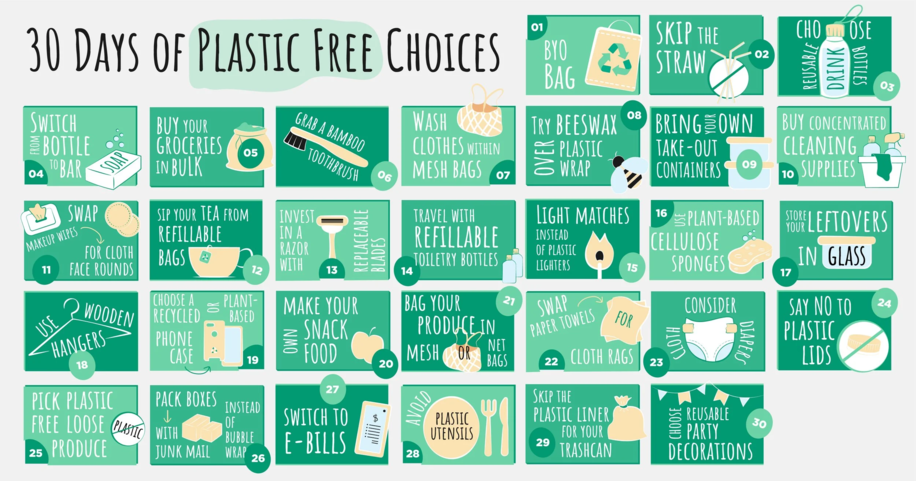 30 Days of Plastic Free Choices
01
BYO
BAG
SKIP THE
STRAW
02
CHOOSE
REUSABLE
DRINK
BOTTLES
03
SWITCH
FROM BOTTLE
TO BAR
SOAP
04
BUY YOUR
GROCERIES
IN BULK
05
GRAB A BAMBOO
TOOTHBRUSH
06
WASH
CLOTHES WITHIN
MESH BAGS
07
TRY BEESWAX
OVER PLASTIC
WRAP
08
BRING YOUR OWN
TAKE-OUT
CONTAINERS
09
BUY CONCENTRATED
CLEANING
SUPPLIES
10
SWAP
MAKEUP WIPES
FOR CLOTH
FACE ROUNDS
11
SIP YOUR TEA FROM
REFILLABLE
BAGS
12
INVEST
IN A
RAZOR
WITH
REPLACEABLE
BLADES
13
TRAVEL WITH
REFILLABLE
TOILETRY BOTTLES
14
LIGHT MATCHES
INSTEAD
OF PLASTIC
LIGHTERS
15
16
USE PLANT-BASED
CELLULOSE
SPONGES
STORE
YOUR LEFTOVERS
IN GLASS
17
USE WOODEN
HANGERS
18
CHOOSE A
RECYCLED
OR PLANT-
BASED
PHONE
CASE
19
MAKE YOUR
OWN SNACK
FOOD
20
BAG YOUR
PRODUCE IN
MESH OR NET
BAGS
21
SWAP
PAPER TOWELS
FOR
CLOTH RAGS
22
CONSIDER
CLOTH
DIAPERS
23
SAY NO TO
PLASTIC
LIDS
24
PICK PLASTIC
FREE LOOSE
PRODUCE
PLASTIC
25
PACK BOXES
WITH
JUNK MAIL
INSTEAD
OF
BUBBLE
WRAP
26
27
SWITCH TO
E-BILLS
$
AVOID
PLASTIC
UTENSILS
28
SKIP THE
PLASTIC LINER
FOR YOUR
TRASHCAN
29
CHOOSE REUSABLE
PARTY
DECORATIONS
30